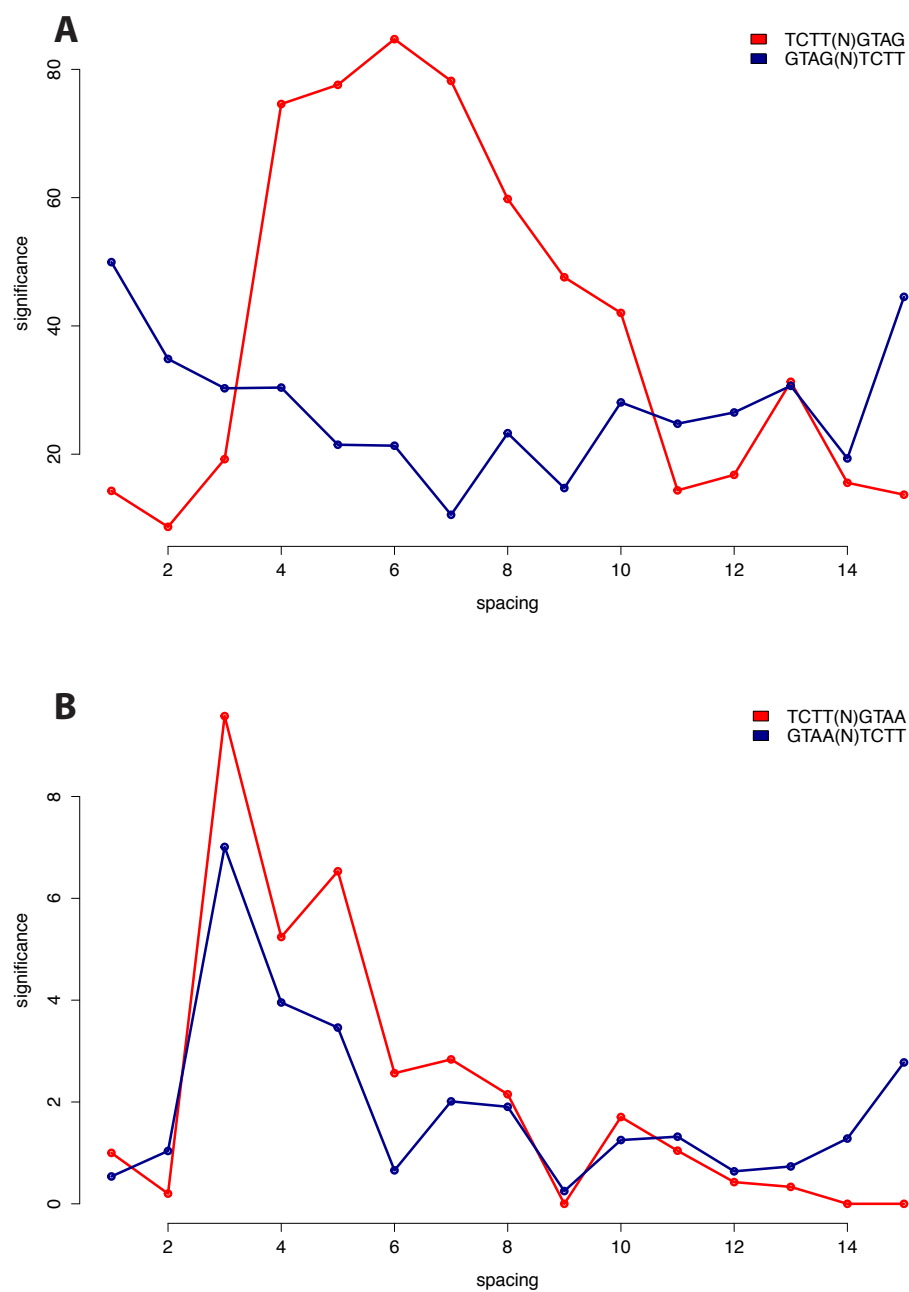 A
TCTT(N)GTAG
GTAG(N)TCTT
80
60
40
20
significance
2 4 6 8 10 12 14
spacing
B
TCTT(N)GTAA
GTAA(N)TCTT
8
6
4
2
0
significance
2 4 6 8 10 12 14
spacing